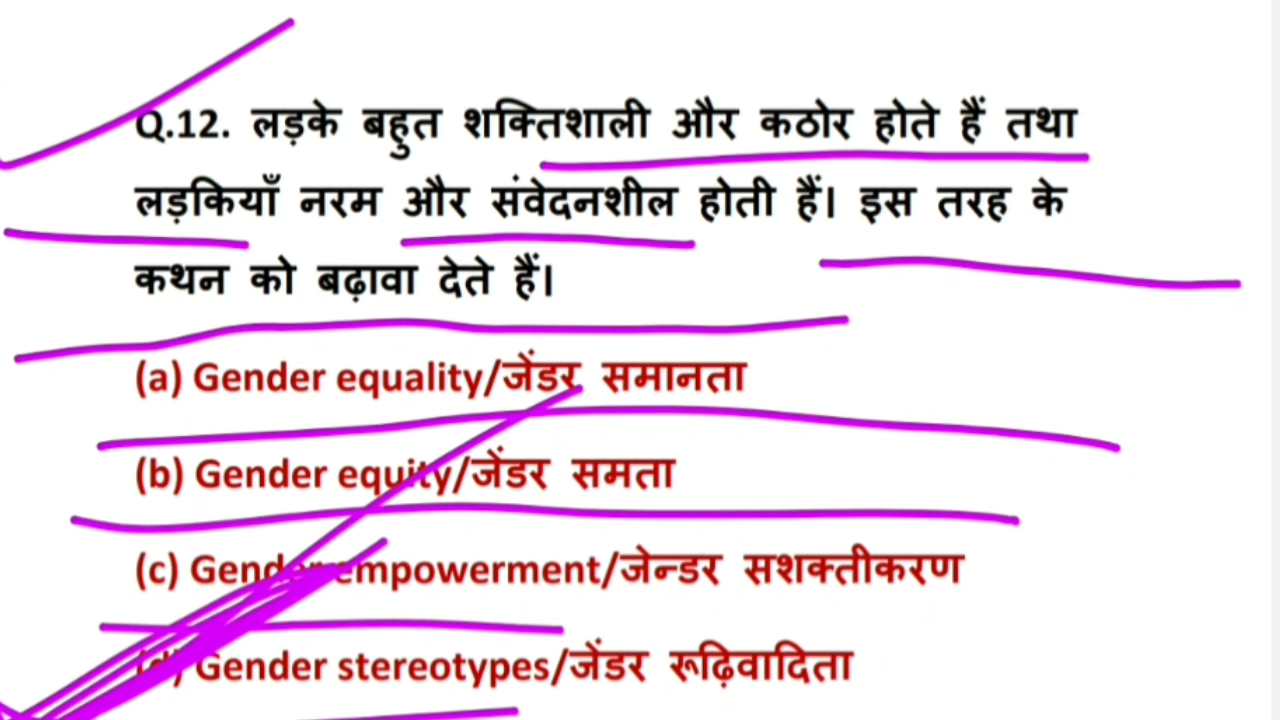 Q.12. लड़के बहुत शक्तिशाली और कठोर होते हैं तथा
लड़कियाँ नरम और संवेदनशील होती हैं। इस तरह के
कथन को बढ़ावा देते हैं।
(a) Gender equality/जेंडर समानता
(b) Gender equity/जेंडर समता
(c) Gender empowerment/जेन्डर सशक्तीकरण
(d) Gender stereotypes/जेंडर रूढ़िवादिता